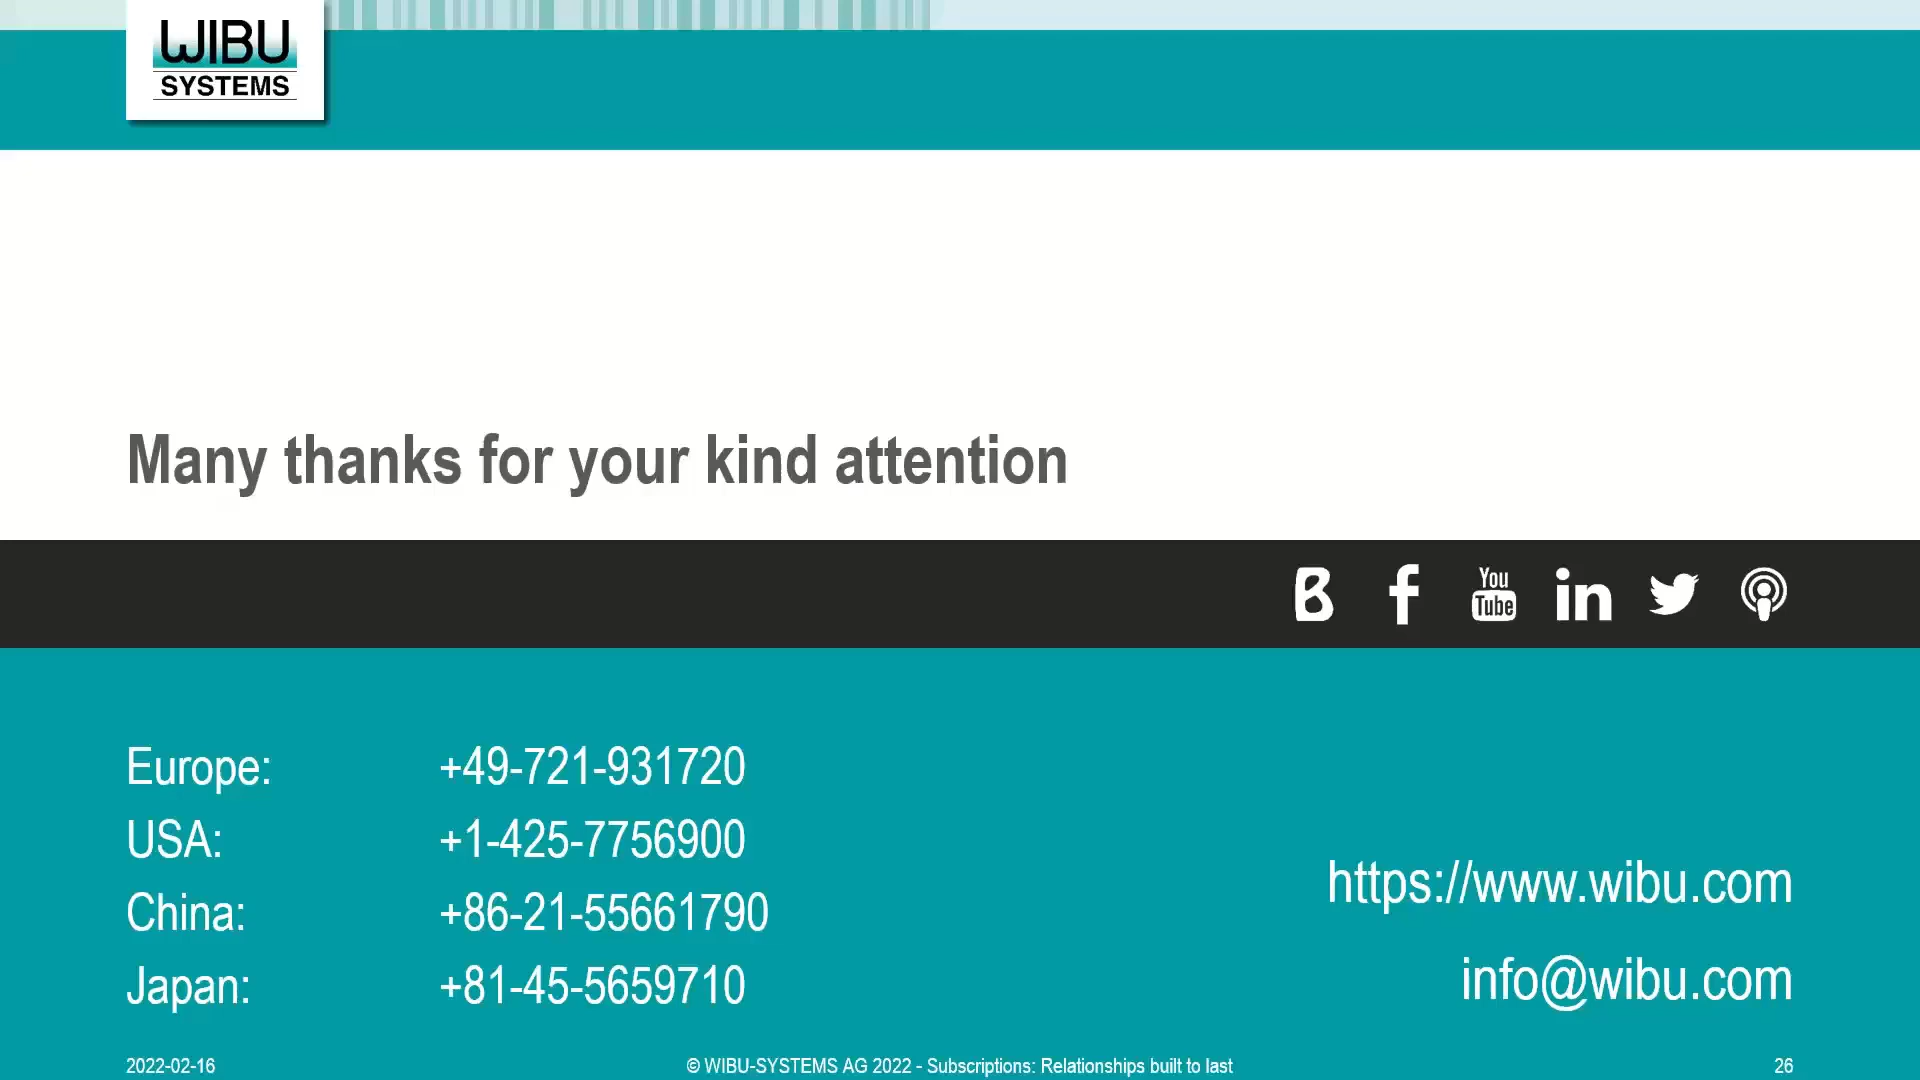 WIBU
SYSTEMS
Many thanks for your kind attention
You
Tube
in
Europe: +49-721-931720
USA: +1-425-7756900
China: +86-21-55661790
Japan: +81-45-5659710
https://www.wibu.com
info@wibu.com
2022-02-16
© WIBU-SYSTEMS AG 2022 - Subscriptions: Relationships built to last
26